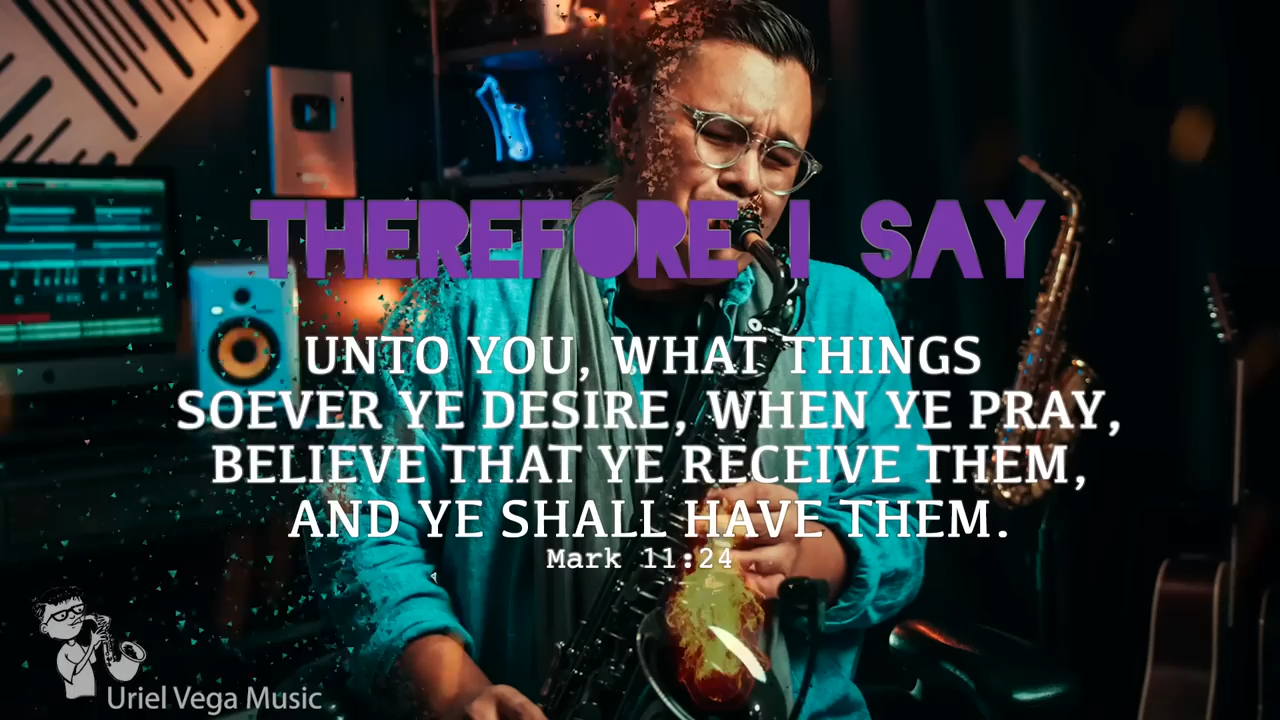 THEREFORE I SAY
UNTO YOU, WHAT THINGS
SOEVER YE DESIRE, WHEN YE PRAY,
BELIEVE THAT YE RECEIVE THEM,
AND YE SHALL HAVE THEM.
Mark 11:24
Uriel Vega Music